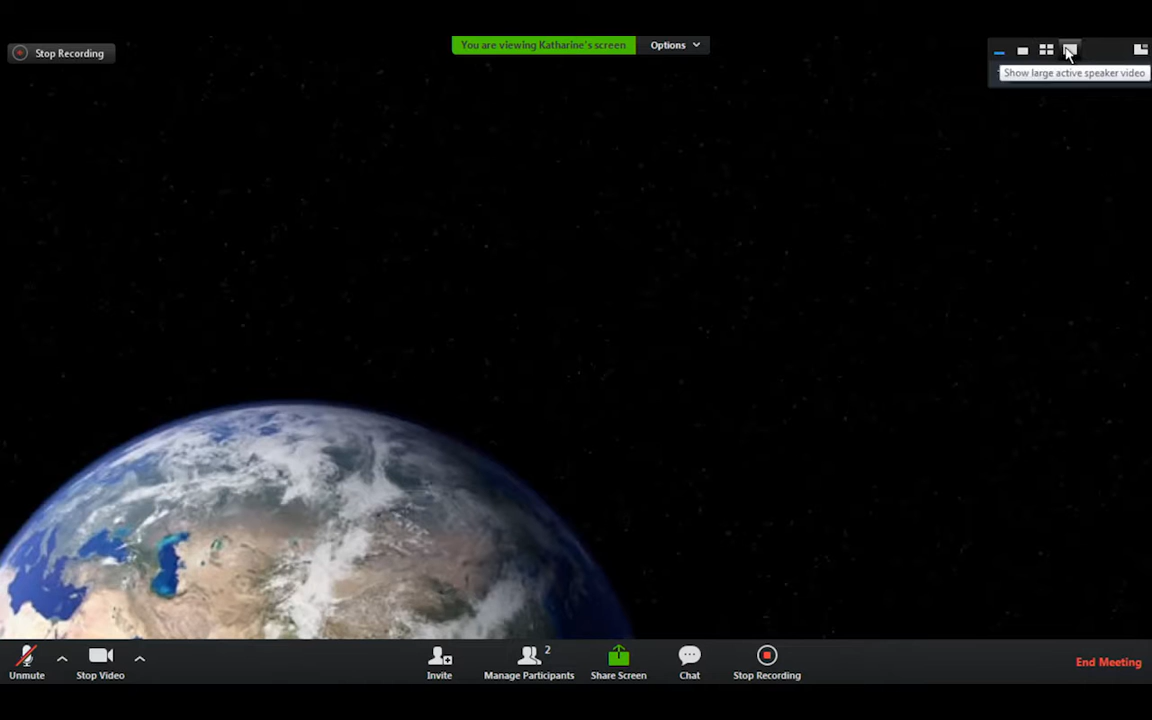 Stop Recording
You are viewing Katharine's screen
Options
Show large active speaker video
Unmute
Stop Video
Invite
2
Manage Participants
Share Screen
Chat
Stop Recording
End Meeting